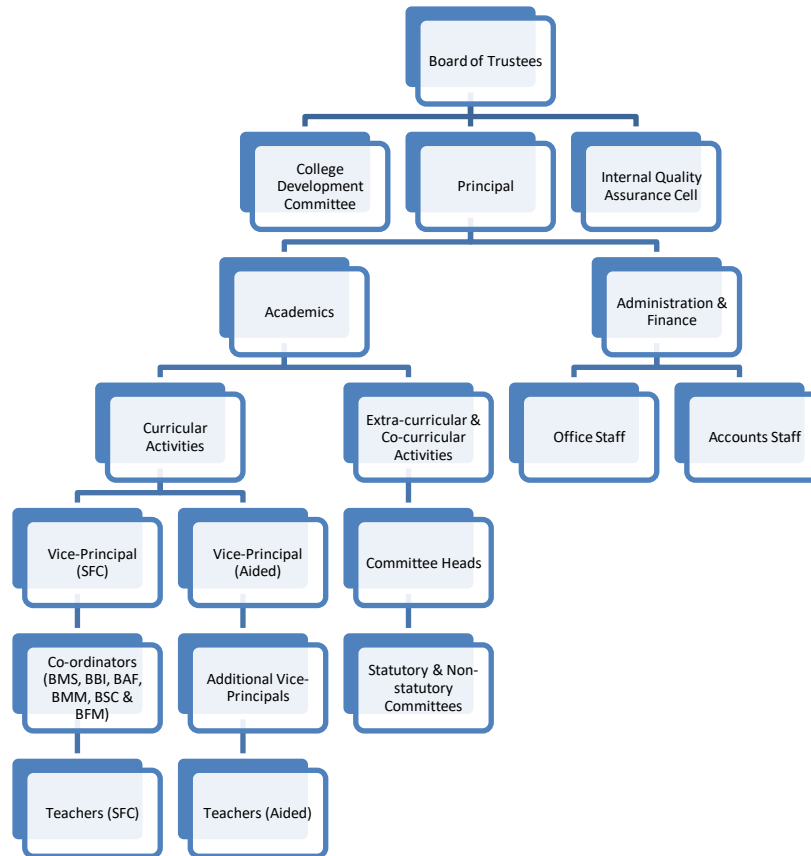 Board of Trustees
College
Development
Committee
Principal
Internal Quality
Assurance Cell
Academics
Administration &
Finance
Curricular
Activities
Extra-curricular &
Co-curricular
Activities
Office Staff
Accounts Staff
Vice-Principal
(SFC)
Vice-Principal
(Aided)
Committee Heads
Co-ordinators
(BMS, BBI, BAF,
BMM, BSC &
BFM)
Additional Vice-
Principals
Statutory & Non-
statutory
Committees
Teachers (SFC)
Teachers (Aided)